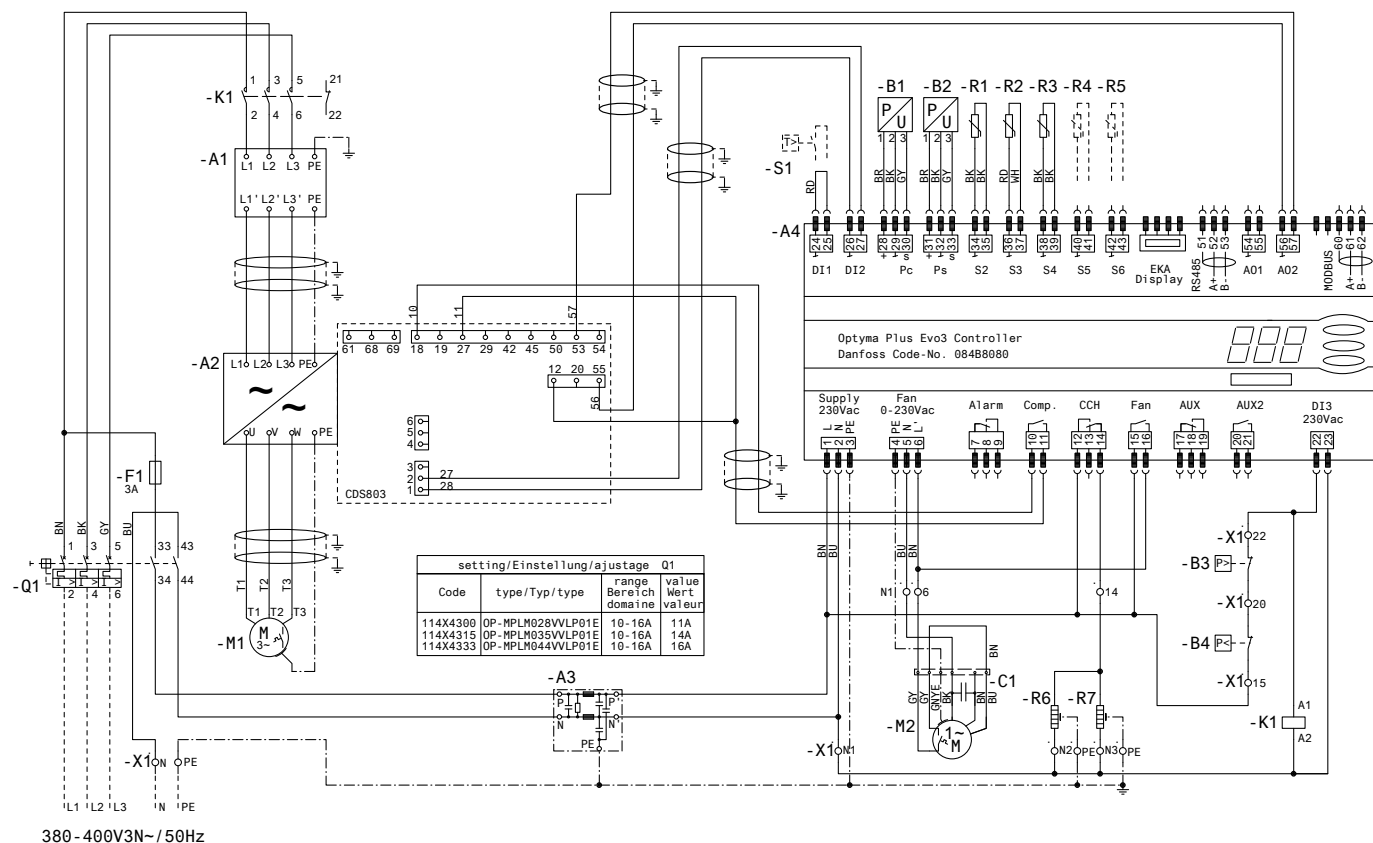 -K1
1 3 5 21
2 4 6 22
-A1
L1 L2 L3 PE
L1' L2' L3' PE
-A2
L1 L2 L3 PE
~
~
U V W PE
CDS803
61 68 69 18 19 27 29 42 45 50 53 54
10 11 57
12 20 55
56
6
5
4
3
2
1
27
28
-F1
3A
BN BK GY BU
1 3 5 33 43
-Q1
I> I> I>
2 4 6 34 44
T1 T2 T3
T1 T2 T3
-M1
M
3~
setting/Einstellung/ajustage Q1
Code type/Typ/type range Bereich domaine value Wert valeur
114X4300 OP-MPLM028VVLP01E 10-16A 11A
114X4315 OP-MPLM035VVLP01E 10-16A 14A
114X4333 OP-MPLM044VVLP01E 10-16A 16A
-A3
P P'
N N'
PE
-X1 N PE
L1 L2 L3 N PE
380-400V3N~/50Hz
-S1
T>
RD
-B1 -B2 -R1 -R2 -R3 -R4 -R5
P U P U
1 2 3 1 2 3
BR BK GY BR BK GY BK BK RD WH BK BK
-A4
24 25 26 27 28 29 30 31 32 33 34 35 36 37 38 39 40 41 42 43
+ - s + - s
DI1 DI2 Pc Ps S2 S3 S4 S5 S6
EKA
Display
RS485
51 52 53
A+ B-
54 55 56 57
AO1 AO2
MODBUS
60 61 62
A+ B-
Optyma Plus Evo3 Controller
Danfoss Code-No. 084B8080
Supply
230Vac
Fan
0-230Vac
Alarm Comp. CCH Fan AUX AUX2
DI3
230Vac
L N PE PE N L'
1 2 3 4 5 6 7 8 9 10 11 12 13 14 15 16 17 18 19 20 21 22 23
BN BU BU BN
N1 6
14
BN
-C1
GY GY GNYE BK BN BU
-M2
1~
M
-X1 N1
-R6 -R7
N2 PE N3 PE
-X1 22
-B3 P>
-X1 20
-B4 P<
-X1 15
-K1
A1
A2